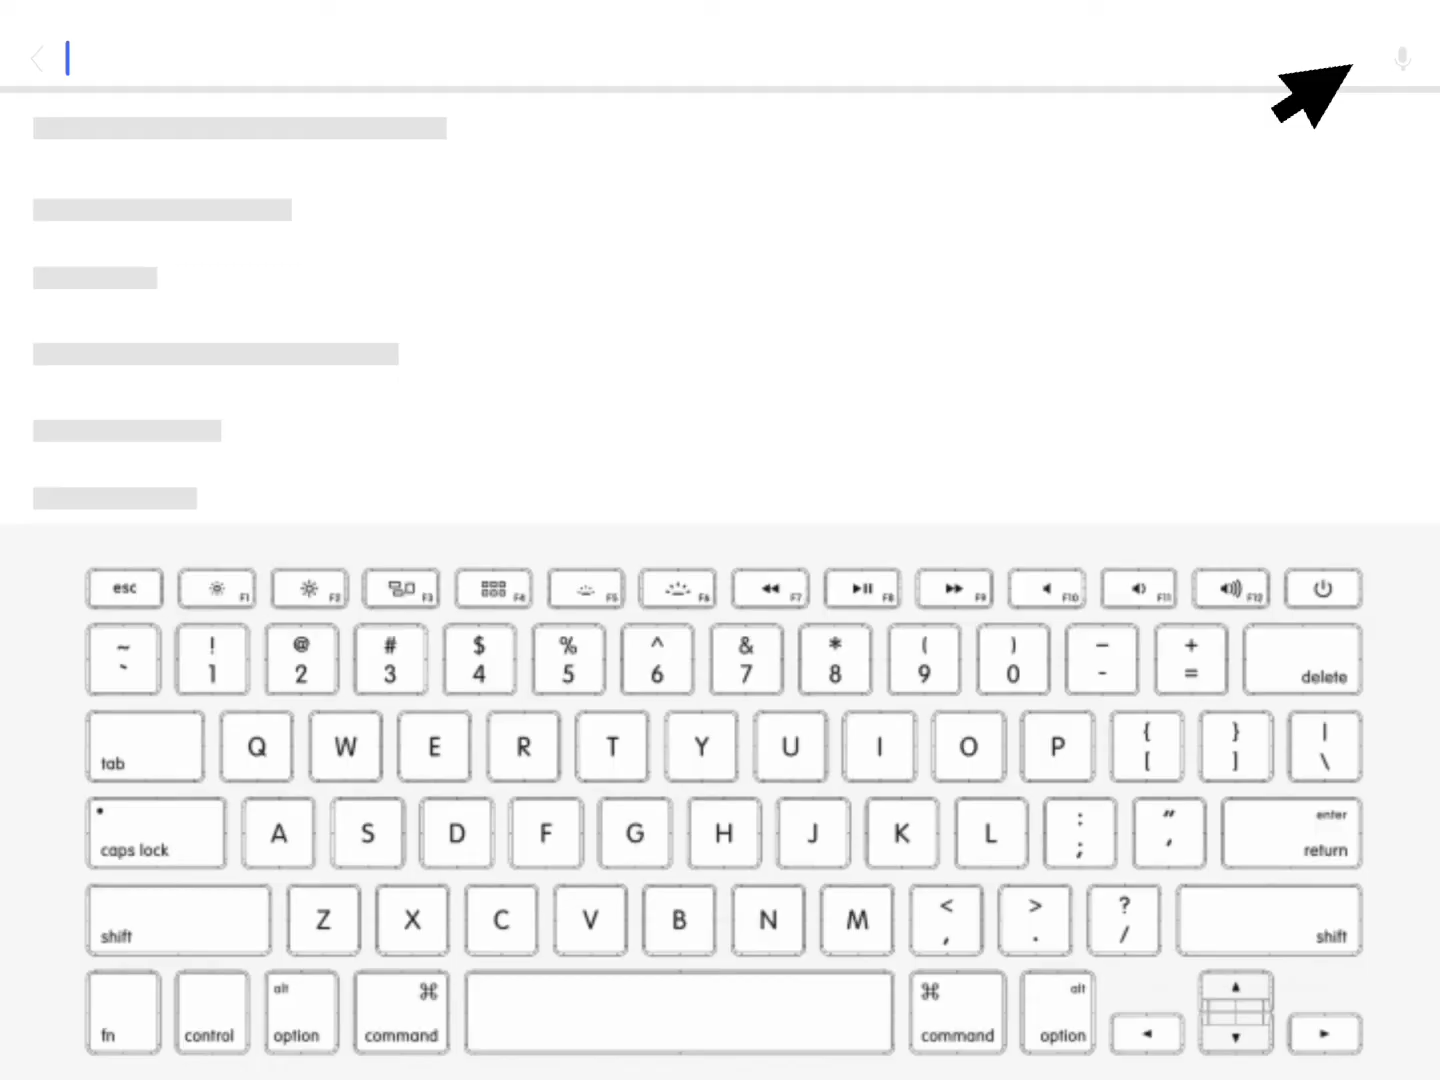 esc F1 F2 F3 F4 F5 F6 F7 F8 F9 F10 F11 F12
~ ! @ # $ % ^ & * ( ) – +
` 1 2 3 4 5 6 7 8 9 0 - = delete
tab Q W E R T Y U I O P { [ } ] | \
caps lock A S D F G H J K L : ; " ' enter return
shift Z X C V B N M < , > . ? / shift
fn control alt option ⌘ command ⌘ command alt option